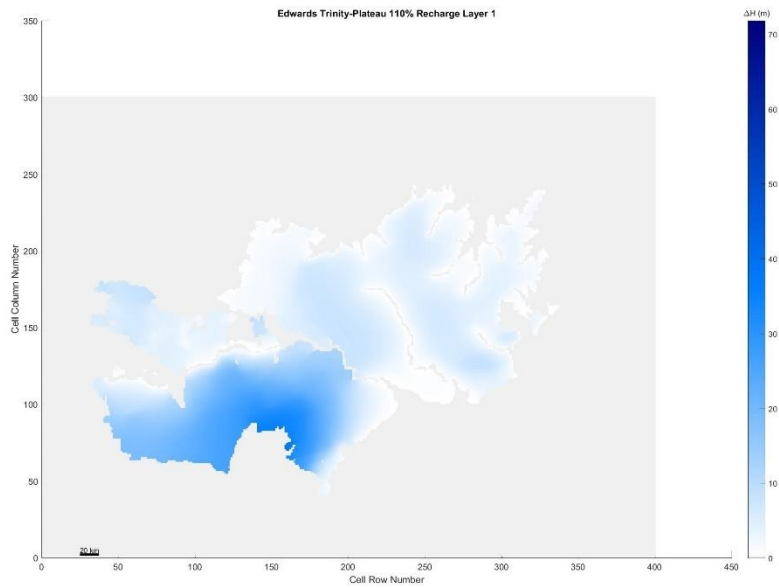 Edwards Trinity-Plateau 110% Recharge Layer 1
ΔH (m)
350
300
250
200
150
100
50
0
Cell Column Number
20 km
0 50 100 150 200 250 300 350 400 450
Cell Row Number
70
60
50
40
30
20
10
0